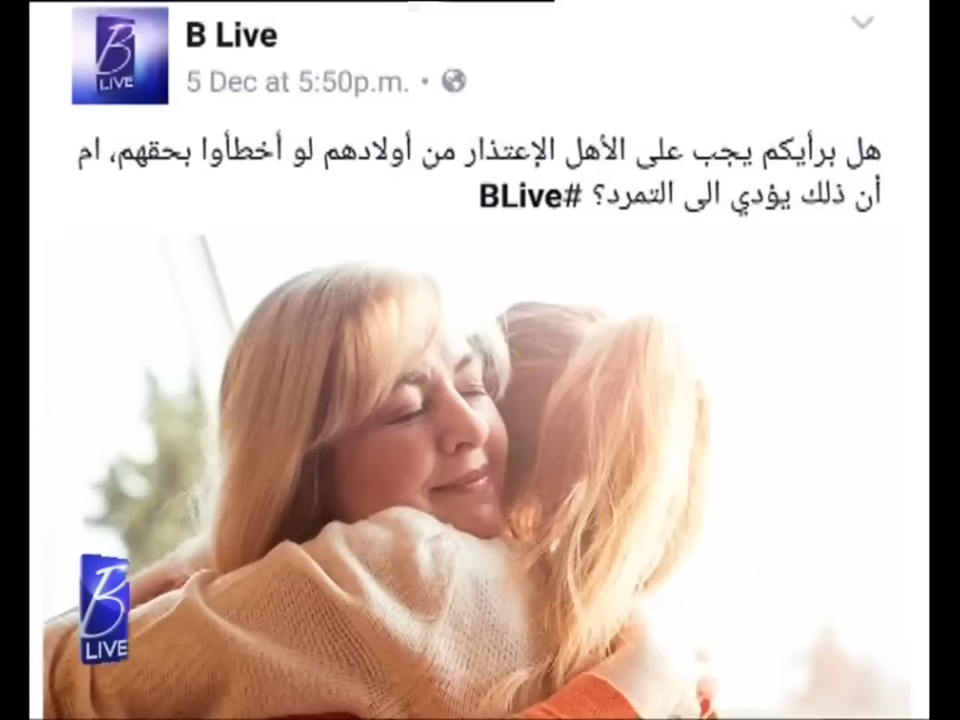 B
LIVE
B Live
5 Dec at 5:50p.m. •
هل برأيكم يجب على الأهل الإعتذار من أولادهم لو أخطأوا بحقهم، ام
أن ذلك يؤدي الى التمرد؟ #BLive
B
LIVE